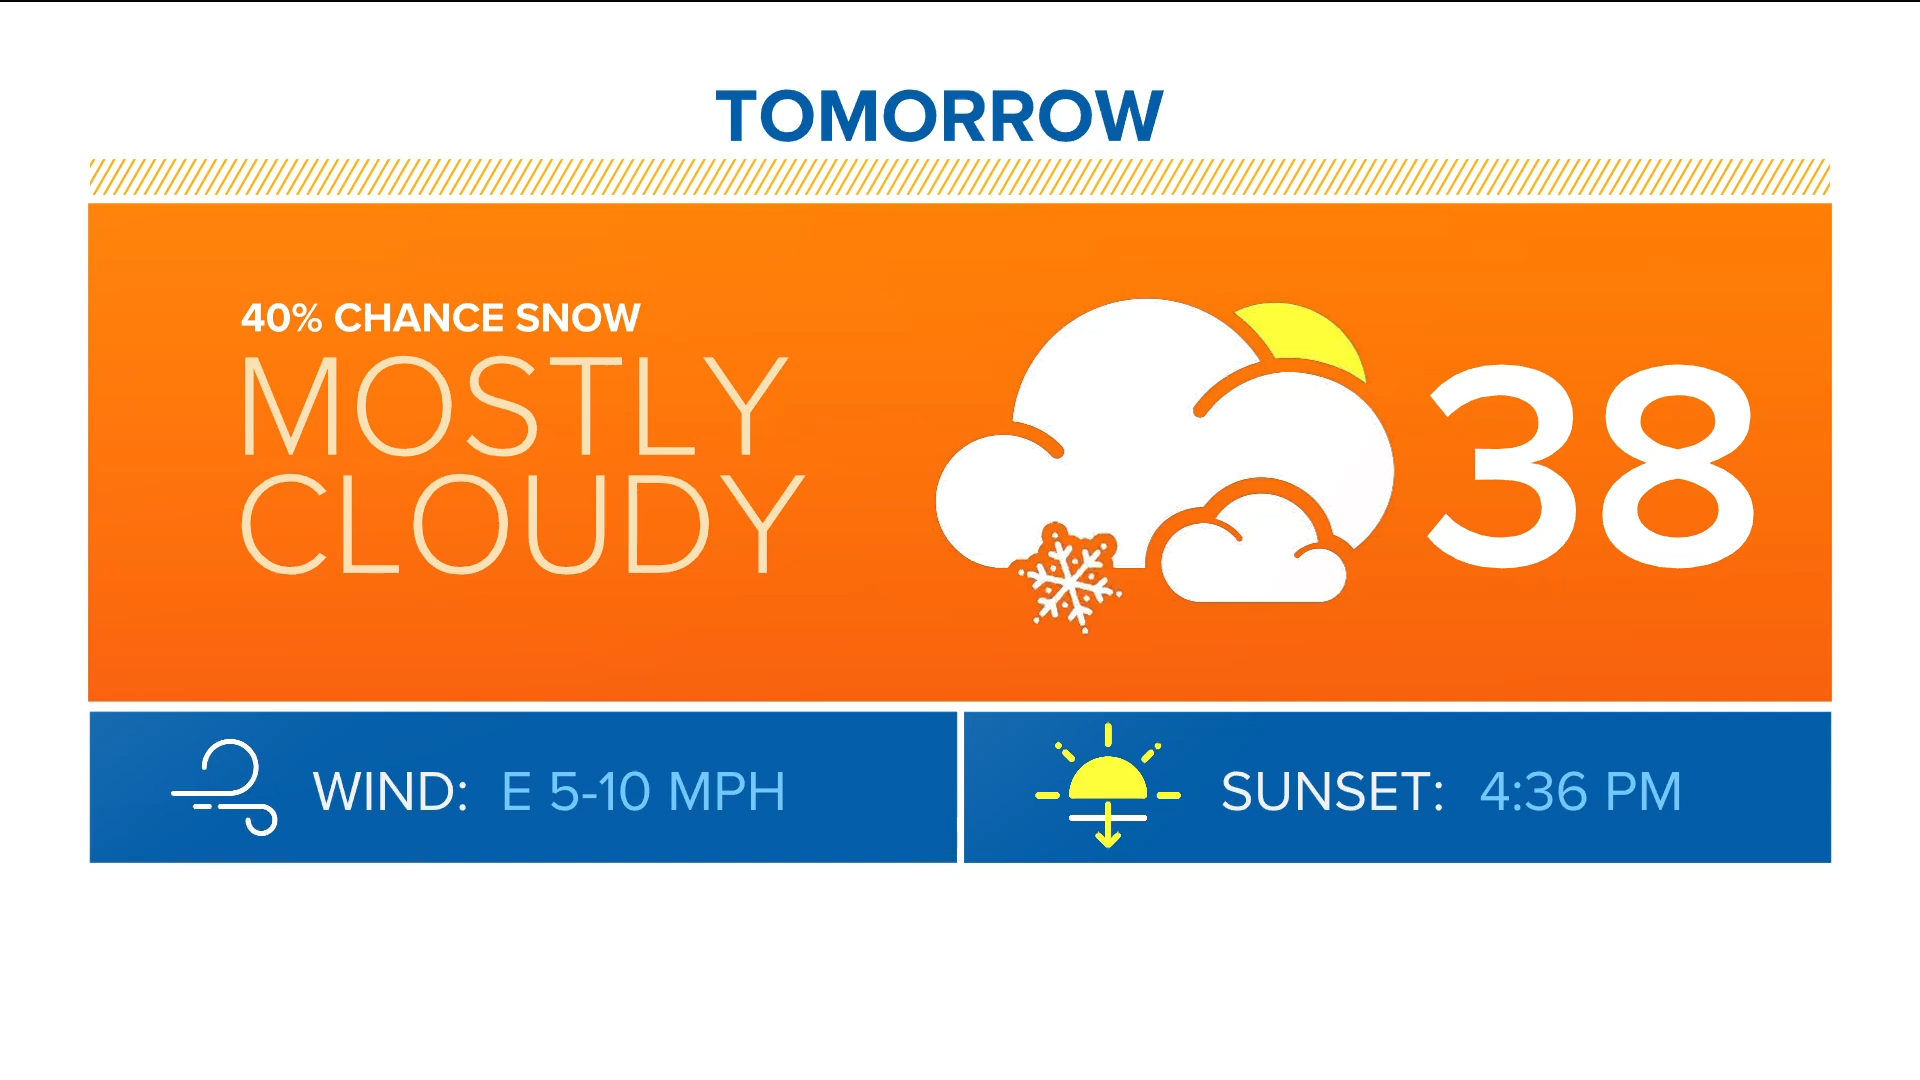 TOMORROW
40% CHANCE SNOW
MOSTLY
CLOUDY
38
WIND: E 5-10 MPH
SUNSET: 4:36 PM